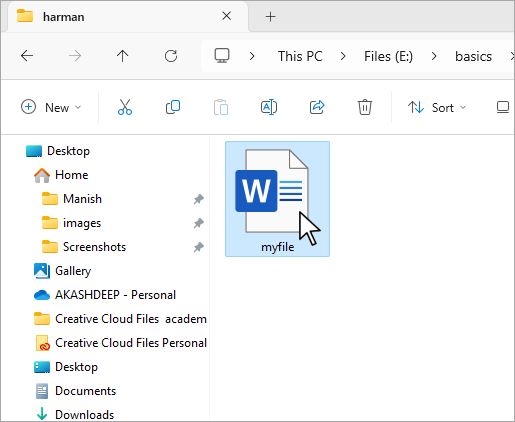 harman
This PC > Files (E:) > basics >
New
Sort
Desktop
Home
Manish
images
Screenshots
Gallery
AKASHDEEP - Personal
Creative Cloud Files academ
Creative Cloud Files Personal
Desktop
Documents
Downloads
W
myfile